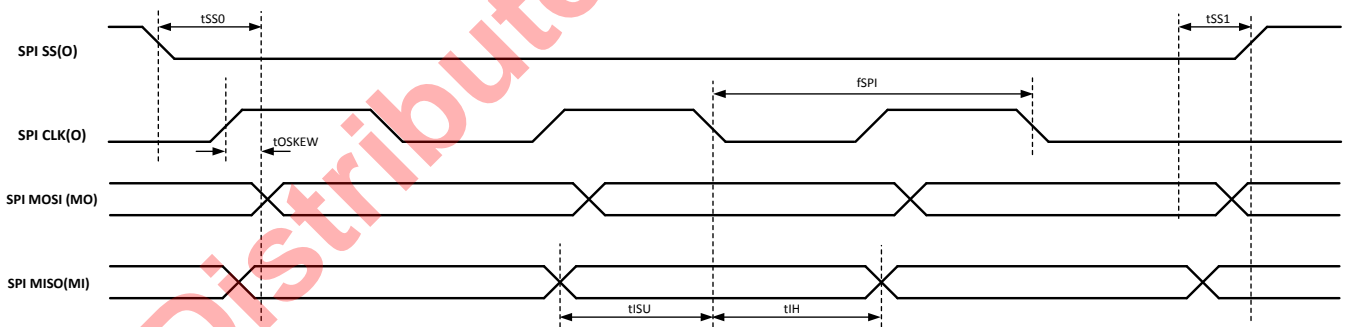 tSS0
tSS1
SPI SS(O)
fSPI
SPI CLK(O)
tOSKEW
SPI MOSI (MO)
SPI MISO(MI)
tISU
tIH
Distribute